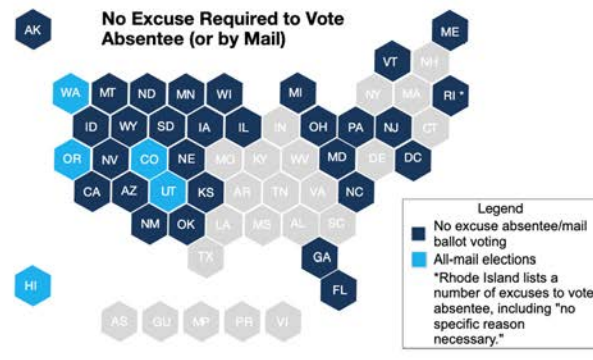 No Excuse Required to Vote
Absentee (or by Mail)
AK
ME
VT NH
WA MT ND MN WI MI NY MA RI *
ID WY SD IA IL IN OH PA NJ CT
OR NV CO NE MO KY WV MD DE DC
CA AZ UT KS AR TN VA NC
NM OK LA MS AL SC
TX GA
HI FL
AS GU MP PR VI
Legend
No excuse absentee/mail
ballot voting
All-mail elections
*Rhode Island lists a
number of excuses to vote
absentee, including "no
specific reason
necessary."